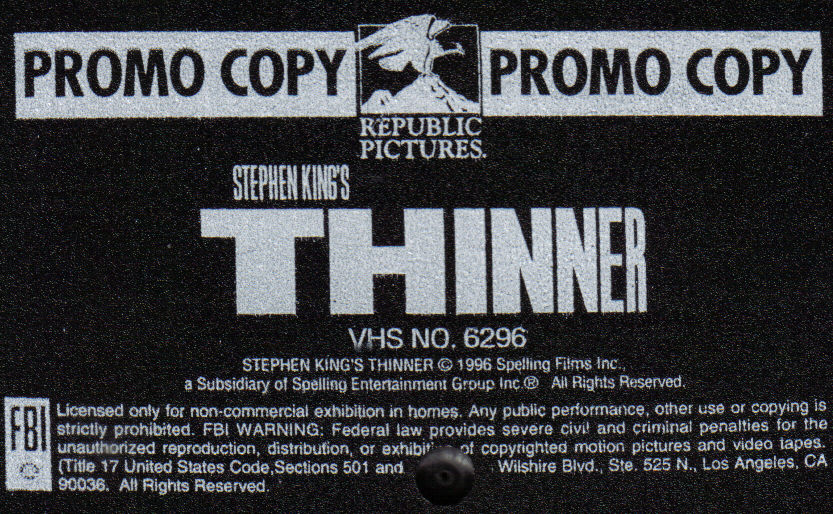 PROMO COPY PROMO COPY
REPUBLIC
PICTURES.
STEPHEN KING'S
THINNER
VHS NO. 6296
STEPHEN KING'S THINNER © 1996 Spelling Films Inc.,
a Subsidiary of Spelling Entertainment Group Inc.® All Rights Reserved.
FBI
Licensed only for non-commercial exhibition in homes. Any public performance, other use or copying is
strictly prohibited. FBI WARNING: Federal law provides severe civil and criminal penalties for the
unauthorized reproduction, distribution, or of copyrighted motion pictures and video tapes.
(Title 17 United States Code,Sections 501 and Wilshire Blvd., Ste. 525 N., Los Angeles, CA
90036. All Rights Reserved.